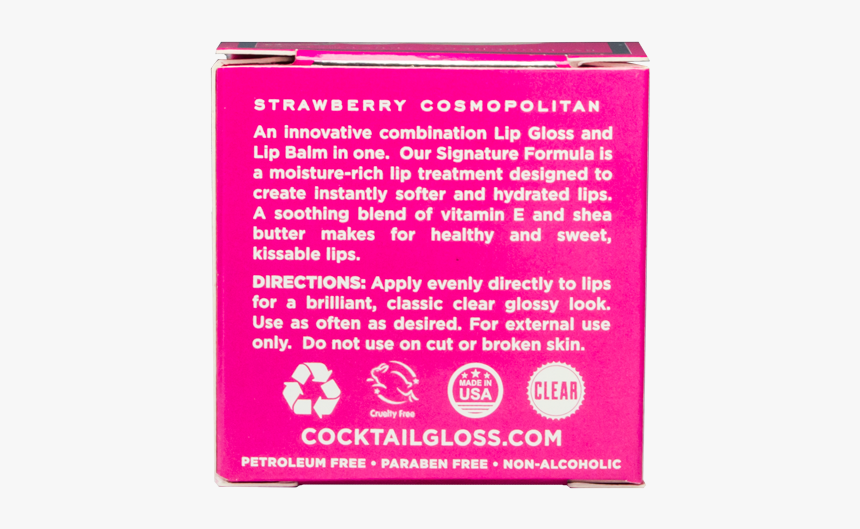 STRAWBERRY COSMOPOLITAN
An innovative combination Lip Gloss and
Lip Balm in one. Our Signature Formula is
a moisture-rich lip treatment designed to
create instantly softer and hydrated lips.
A soothing blend of vitamin E and shea
butter makes for healthy and sweet,
kissable lips.
DIRECTIONS: Apply evenly directly to lips
for a brilliant, classic clear glossy look.
Use as often as desired. For external use
only. Do not use on cut or broken skin.
Cruelty Free
MADE IN
USA
CLEAR
COCKTAILGLOSS.COM
PETROLEUM FREE • PARABEN FREE • NON-ALCOHOLIC